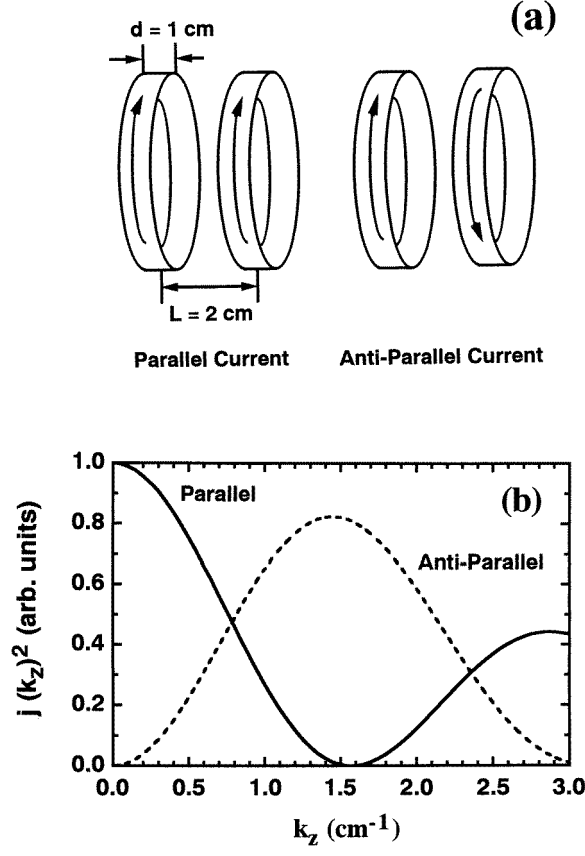 (a)
d = 1 cm
L = 2 cm
Parallel Current
Anti-Parallel Current
(b)
Parallel
Anti-Parallel
j (k_z)^2 (arb. units)
1.0
0.8
0.6
0.4
0.2
0.0
0.0 0.5 1.0 1.5 2.0 2.5 3.0
k_z (cm^-1)